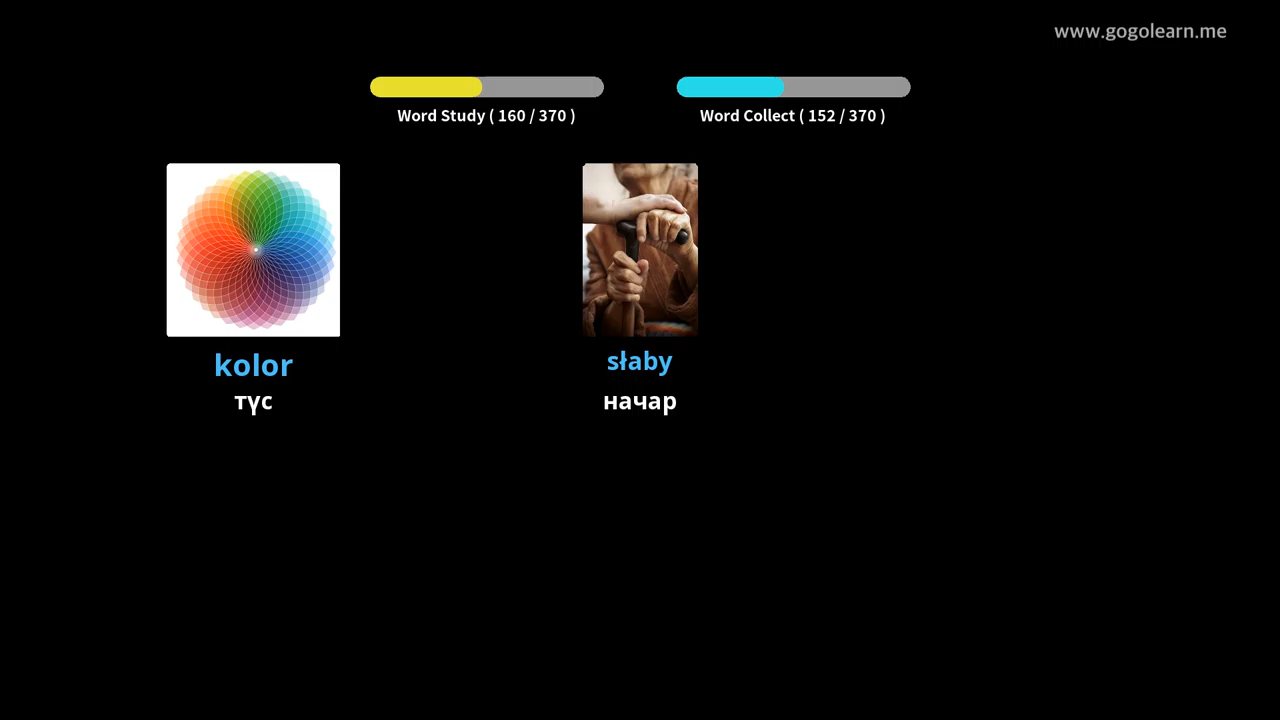 www.gogolearn.me
Word Study ( 160 / 370 )
Word Collect ( 152 / 370 )
kolor
түс
słaby
начар